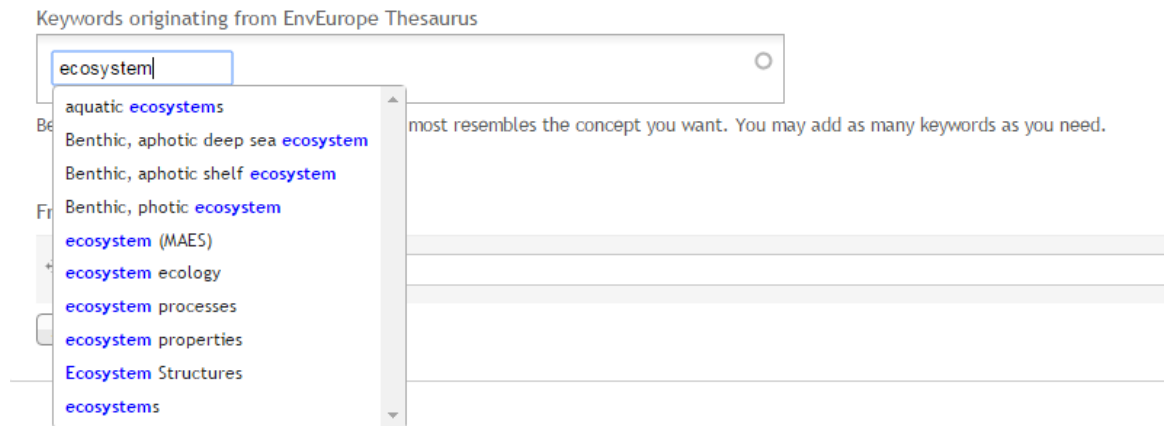 Keywords originating from EnvEurope Thesaurus
ecosystem
aquatic ecosystems
most resembles the concept you want. You may add as many keywords as you need.
Benthic, aphotic deep sea ecosystem
Benthic, aphotic shelf ecosystem
Benthic, photic ecosystem
ecosystem (MAES)
ecosystem ecology
ecosystem processes
ecosystem properties
Ecosystem Structures
ecosystems